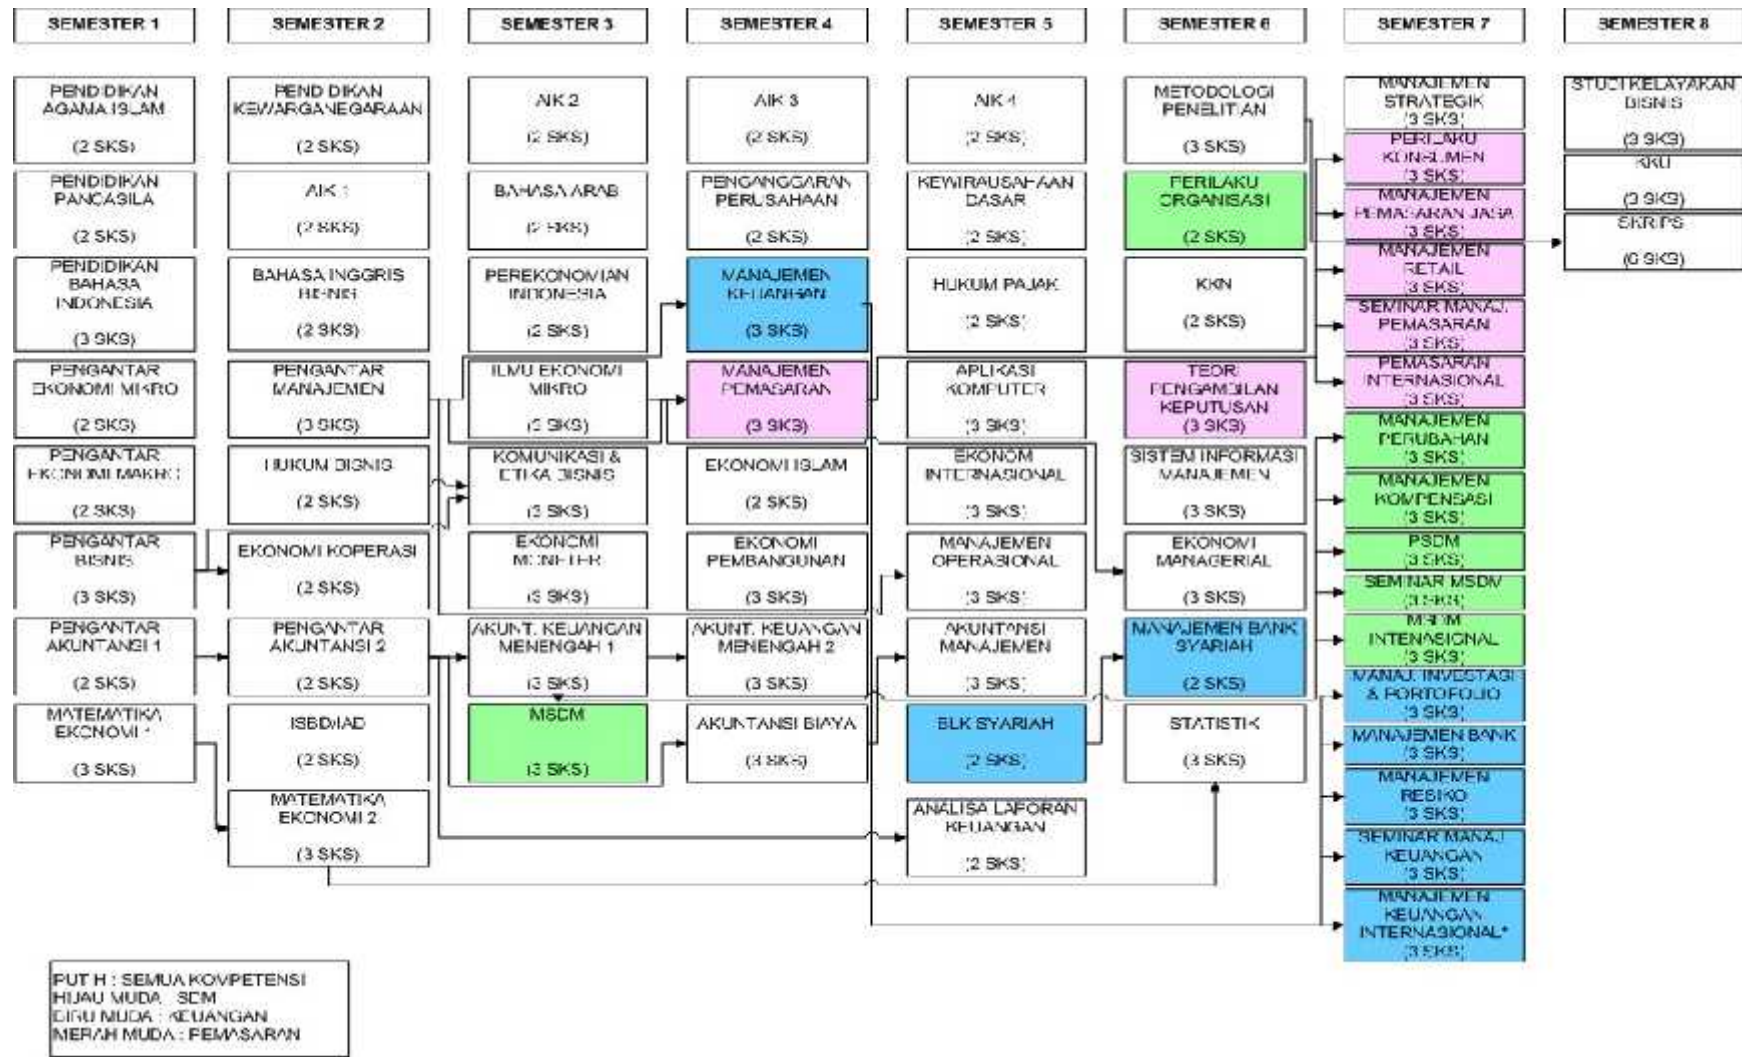 SEMESTER 1
SEMESTER 2
SEMESTER 3
SEMESTER 4
SEMESTER 5
SEMESTER 6
SEMESTER 7
SEMESTER 8
PENDIDIKAN
AGAMA ISLAM
(2 SKS)
PENDIDIKAN
PANCASILA
(2 SKS)
PENDIDIKAN
BAHASA
INDONESIA
(3 SKS)
PENGANTAR
EKONOMI MIKRO
(2 SKS)
PENGANTAR
EKONOMI MAKRO
(2 SKS)
PENGANTAR
BISNIS
(3 SKS)
PENGANTAR
AKUNTANSI 1
(2 SKS)
MATEMATIKA
EKONOMI 1
(3 SKS)
PENDIDIKAN
KEWARGANEGARAAN
(2 SKS)
AIK 1
(2 SKS)
BAHASA INGGRIS
BISNIS
(2 SKS)
PENGANTAR
MANAJEMEN
(3 SKS)
HUKUM BISNIS
(2 SKS)
EKONOMI KOPERASI
(2 SKS)
PENGANTAR
AKUNTANSI 2
(2 SKS)
ISBD/IAD
(2 SKS)
MATEMATIKA
EKONOMI 2
(3 SKS)
AIK 2
(2 SKS)
BAHASA ARAB
(2 SKS)
PEREKONOMIAN
INDONESIA
(2 SKS)
ILMU EKONOMI
MIKRO
(3 SKS)
KOMUNIKASI &
ETIKA BISNIS
(3 SKS)
EKONOMI
MONETER
(3 SKS)
AKUNT. KEUANGAN
MENENGAH 1
(3 SKS)
MSDM
(3 SKS)
AIK 3
(2 SKS)
PENGANGGARAN
PERUSAHAAN
(2 SKS)
MANAJEMEN
KEUANGAN
(3 SKS)
MANAJEMEN
PEMASARAN
(3 SKS)
EKONOMI ISLAM
(2 SKS)
EKONOMI
PEMBANGUNAN
(3 SKS)
AKUNT. KEUANGAN
MENENGAH 2
(3 SKS)
AKUNTANSI BIAYA
(3 SKS)
AIK 4
(2 SKS)
KEWIRAUSAHAAN
DASAR
(2 SKS)
HUKUM PAJAK
(2 SKS)
APLIKASI
KOMPUTER
(3 SKS)
EKONOMI
INTERNASIONAL
(3 SKS)
MANAJEMEN
OPERASIONAL
(3 SKS)
AKUNTANSI
MANAJEMEN
(3 SKS)
BLK SYARIAH
(2 SKS)
ANALISA LAPORAN
KEUANGAN
(2 SKS)
METODOLOGI
PENELITIAN
(3 SKS)
PERILAKU
ORGANISASI
(2 SKS)
KKN
(2 SKS)
TEORI
PENGAMBILAN
KEPUTUSAN
(3 SKS)
SISTEM INFORMASI
MANAJEMEN
(3 SKS)
EKONOMI
MANAGERIAL
(3 SKS)
MANAJEMEN BANK
SYARIAH
(2 SKS)
STATISTIK
(3 SKS)
MANAJEMEN
STRATEGIK
(3 SKS)
PERILAKU
KONSUMEN
(3 SKS)
MANAJEMEN
PEMASARAN JASA
(3 SKS)
MANAJEMEN
RETAIL
(3 SKS)
SEMINAR MANAJ.
PEMASARAN
(3 SKS)
PEMASARAN
INTERNASIONAL
(3 SKS)
MANAJEMEN
PERUBAHAN
(3 SKS)
MANAJEMEN
KOMPENSASI
(3 SKS)
PSDM
(3 SKS)
SEMINAR MSDM
(3 SKS)
MSDM
INTENASIONAL
(3 SKS)
MANAJ. INVESTASI
& PORTOFOLIO
(3 SKS)
MANAJEMEN BANK
(3 SKS)
MANAJEMEN
RESIKO
(3 SKS)
SEMINAR MANAJ.
KEUANGAN
(3 SKS)
MANAJEMEN
KEUANGAN
INTERNASIONAL*
(3 SKS)
STUDI KELAYAKAN
BISNIS
(3 SKS)
KKU
(3 SKS)
SKRIPSI
(6 SKS)
PUTIH : SEMUA KOMPETENSI
HIJAU MUDA : SDM
BIRU MUDA : KEUANGAN
MERAH MUDA : PEMASARAN